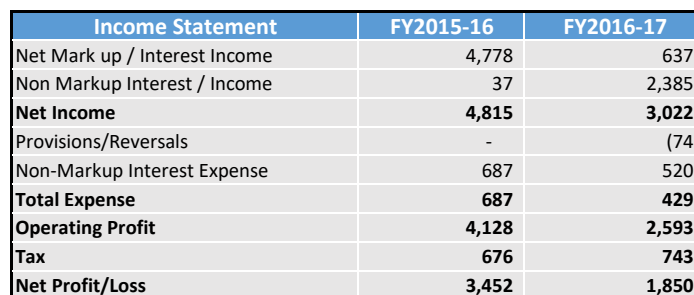 Income Statement FY2015-16 FY2016-17
Net Mark up / Interest Income 4,778 637
Non Markup Interest / Income 37 2,385
Net Income 4,815 3,022
Provisions/Reversals - (74
Non-Markup Interest Expense 687 520
Total Expense 687 429
Operating Profit 4,128 2,593
Tax 676 743
Net Profit/Loss 3,452 1,850